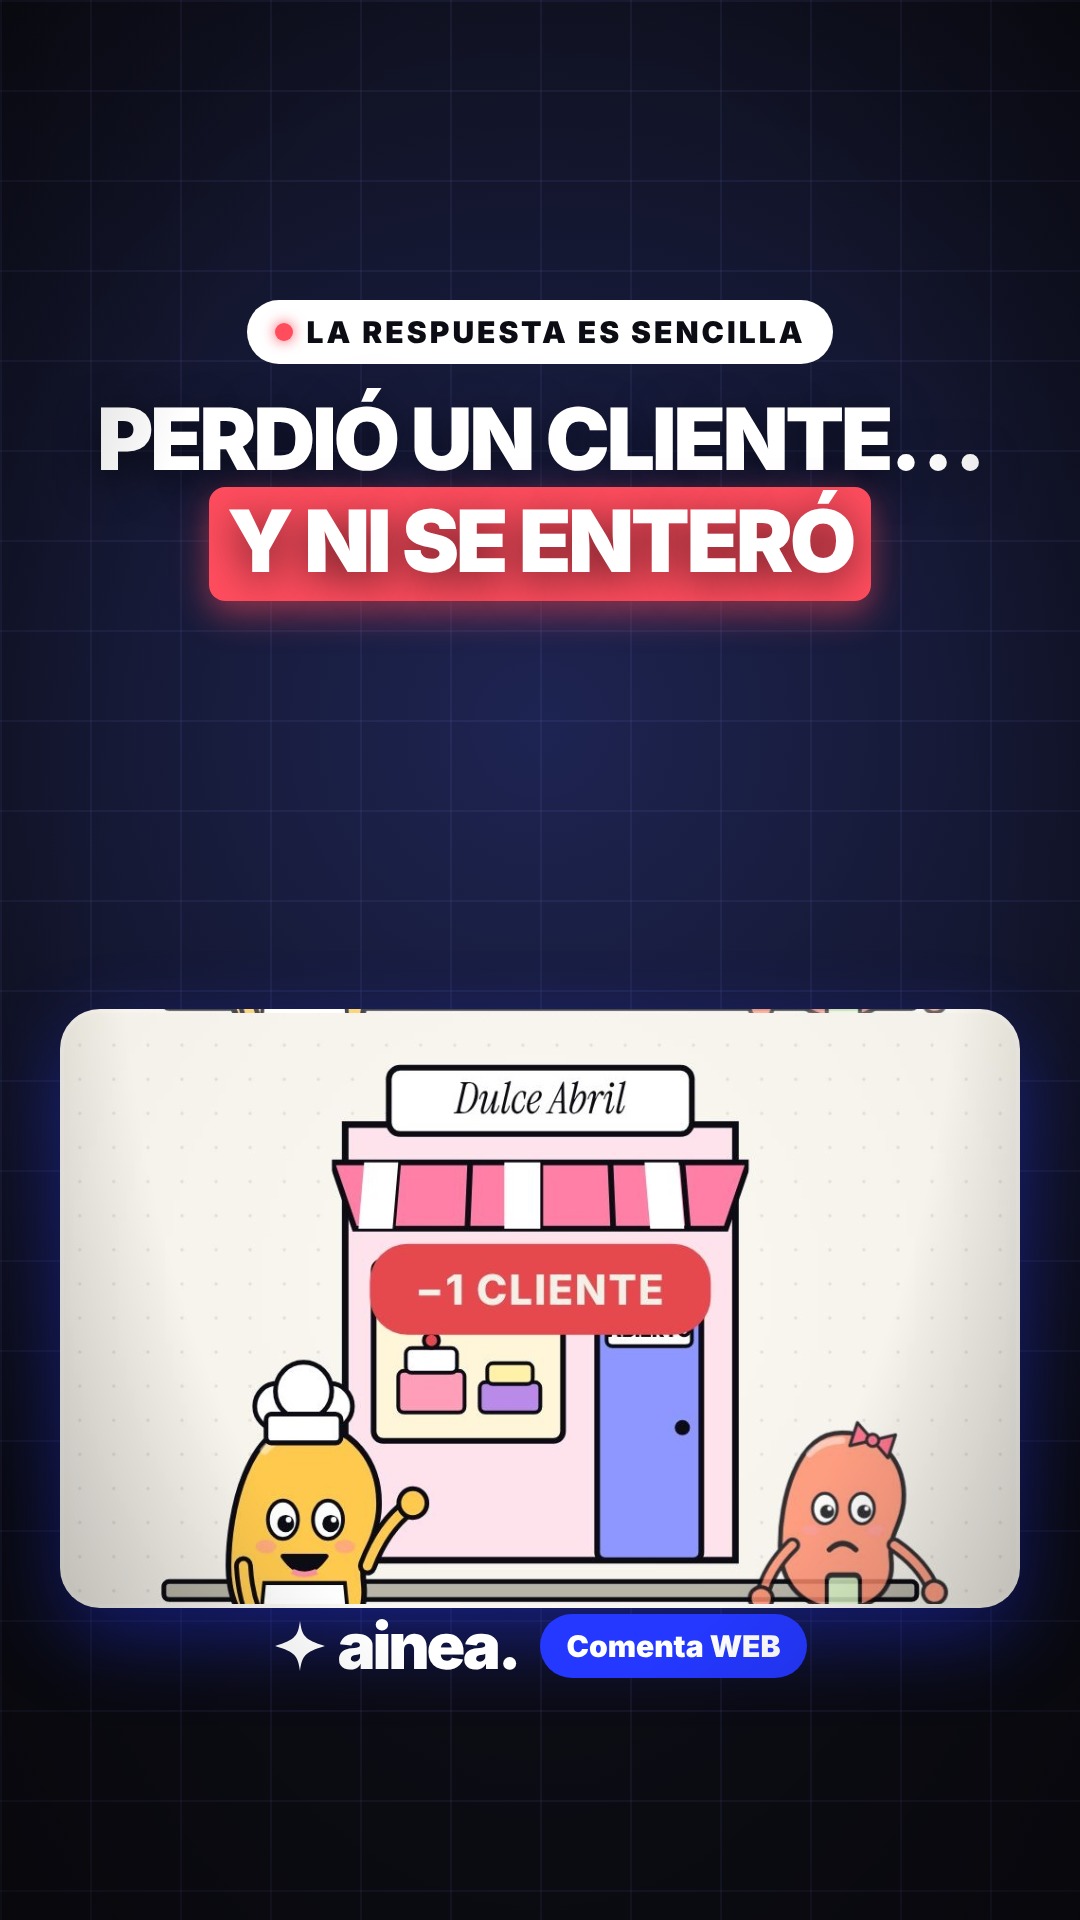 LA RESPUESTA ES SENCILLA
PERDIÓ UN CLIENTE...
Y NI SE ENTERÓ
Dulce Abril
–1 CLIENTE
ainea.
Comenta WEB